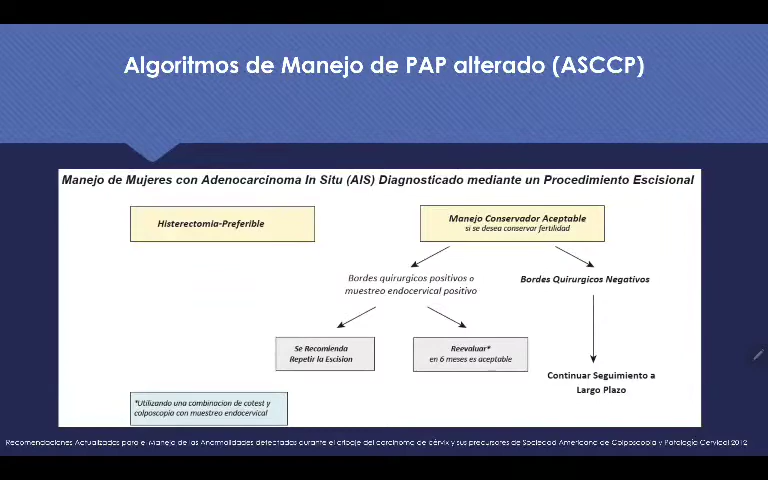 Algoritmos de Manejo de PAP alterado (ASCCP)
Manejo de Mujeres con Adenocarcinoma In Situ (AIS) Diagnosticado mediante un Procedimiento Escisional
Histerectomia-Preferible
Manejo Conservador Aceptable
si se desea conservar fertilidad
Bordes quirurgicos positivos o
muestreo endocervical positivo
Bordes Quirurgicos Negativos
Se Recomienda
Repetir la Escision
Reevaluar*
en 6 meses es aceptable
Continuar Seguimiento a
Largo Plazo
*Utilizando una combinacion de cotest y
colposcopia con muestreo endocervical
Recomendaciones Actualizadas para el Manejo de las Anormalidades detectadas durante el cribaje del carcinoma de cérvix y sus precursores de Sociedad Americana de Colposcopia y Patología Cervical 2012